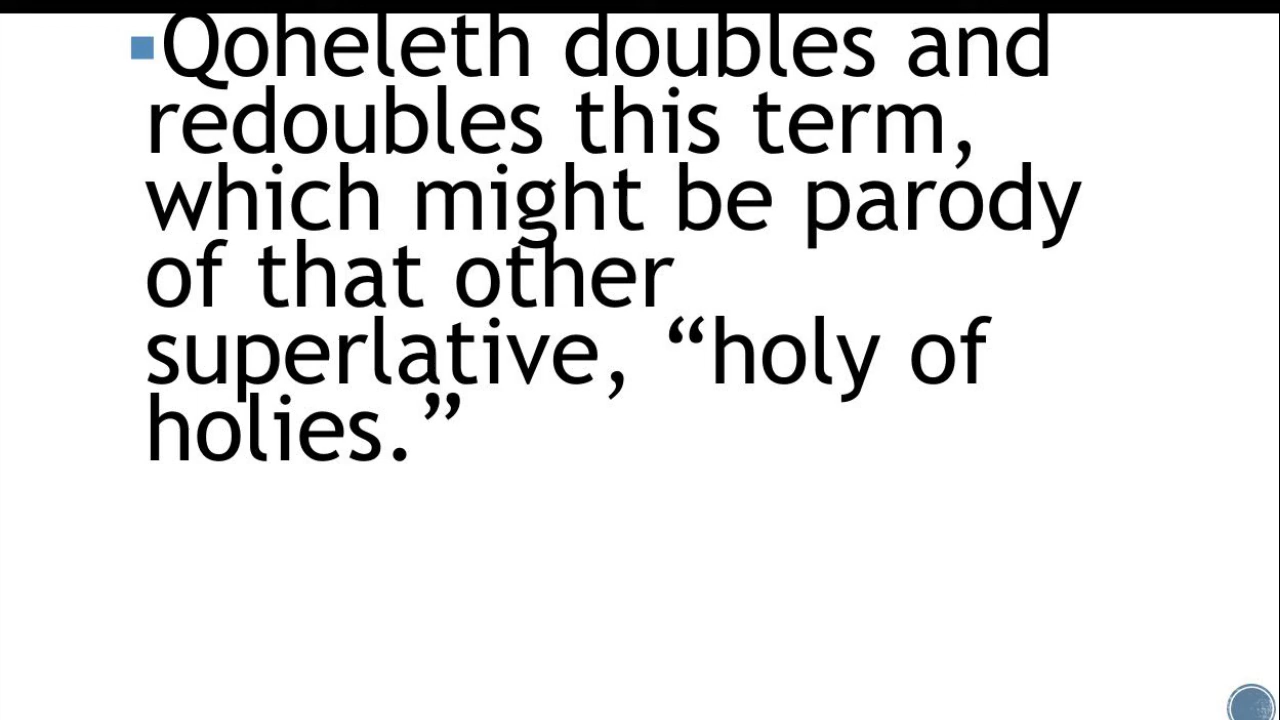 ▪Qoheleth doubles and
redoubles this term,
which might be parody
of that other
superlative, “holy of
holies.”